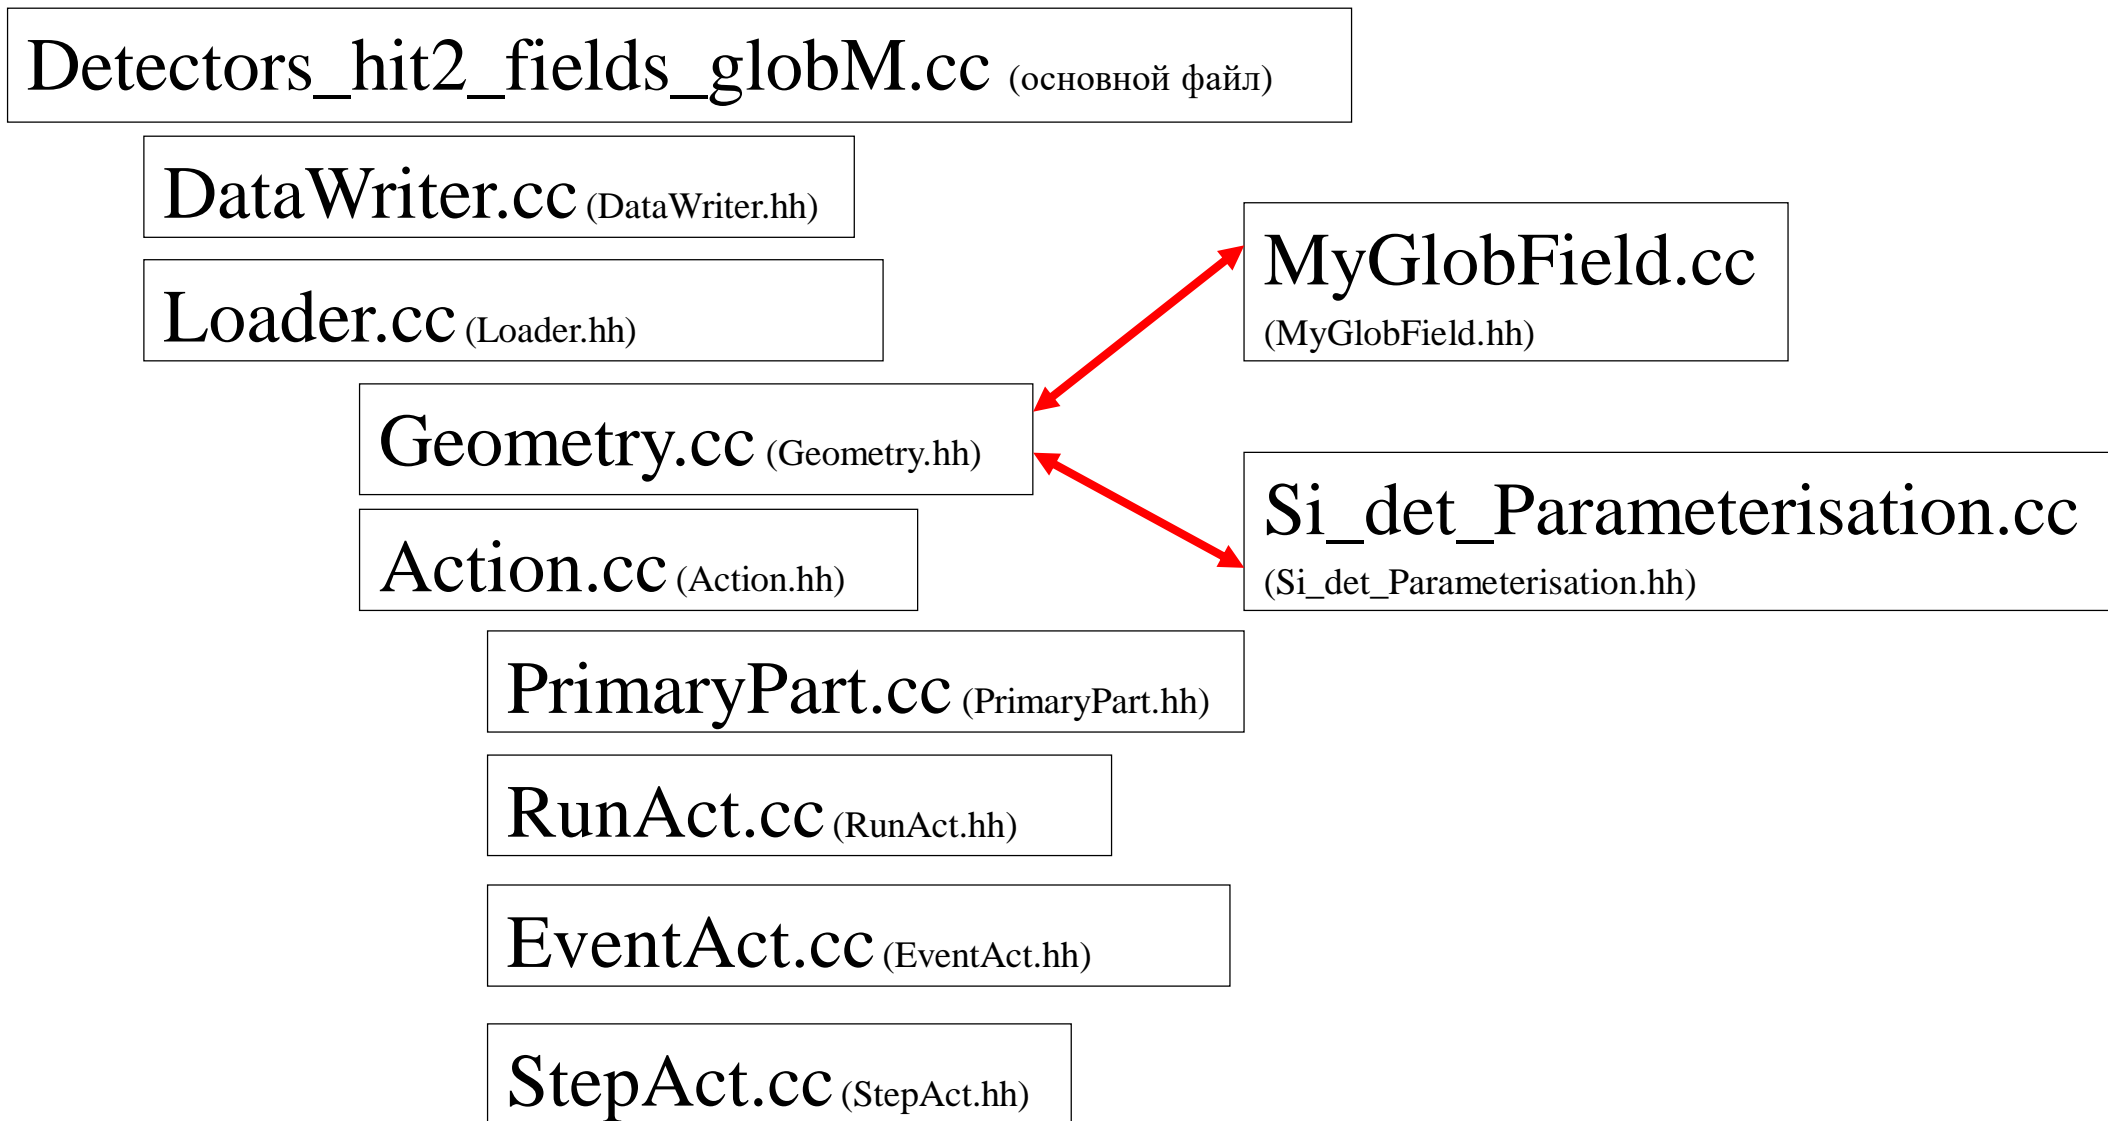 Detectors_hit2_fields_globM.cc (основной файл)
DataWriter.cc (DataWriter.hh)
Loader.cc (Loader.hh)
MyGlobField.cc
(MyGlobField.hh)
Geometry.cc (Geometry.hh)
Si_det_Parameterisation.cc
(Si_det_Parameterisation.hh)
Action.cc (Action.hh)
PrimaryPart.cc (PrimaryPart.hh)
RunAct.cc (RunAct.hh)
EventAct.cc (EventAct.hh)
StepAct.cc (StepAct.hh)